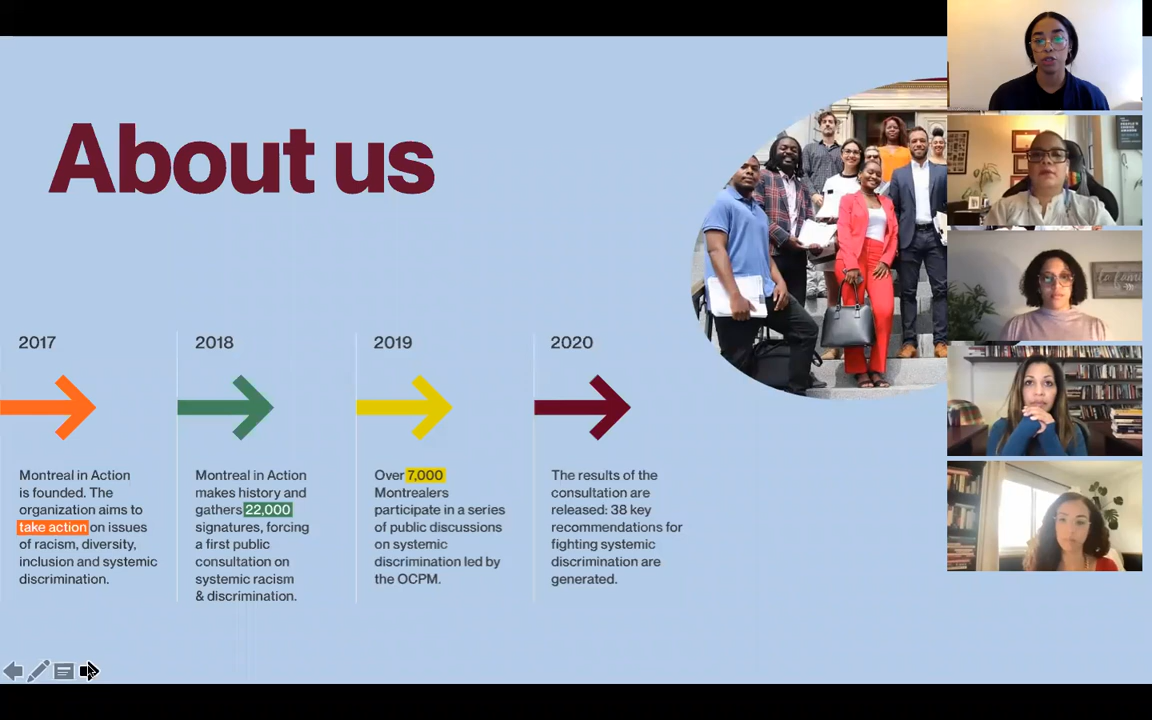 About us
2017
Montreal in Action
is founded. The
organization aims to
take action on issues
of racism, diversity,
inclusion and systemic
discrimination.
2018
Montreal in Action
makes history and
gathers 22,000
signatures, forcing
a first public
consultation on
systemic racism
& discrimination.
2019
Over 7,000
Montrealers
participate in a series
of public discussions
on systemic
discrimination led by
the OCPM.
2020
The results of the
consultation are
released: 38 key
recommendations for
fighting systemic
discrimination are
generated.